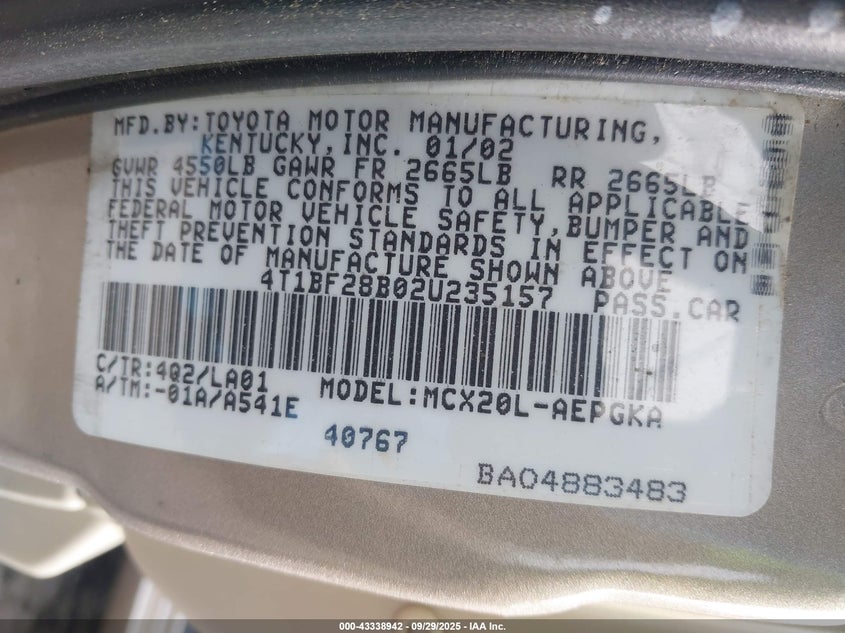 MFD.BY:TOYOTA MOTOR MANUFACTURING,
KENTUCKY,INC. 01/02
GVWR 4550LB GAWR FR 2665LB RR 2665LB
THIS VEHICLE CONFORMS TO ALL APPLICABLE
FEDERAL MOTOR VEHICLE SAFETY,BUMPER AND
THEFT PREVENTION STANDARDS IN EFFECT ON
THE DATE OF MANUFACTURE SHOWN ABOVE
4T1BF28B02U235157 PASS.CAR
C/TR:4Q2/LA01 MODEL:MCX20L-AEPGKA
A/TM:-01A/A541E
40767
BA04883483
000-43338942 - 09/29/2025 - IAA Inc.